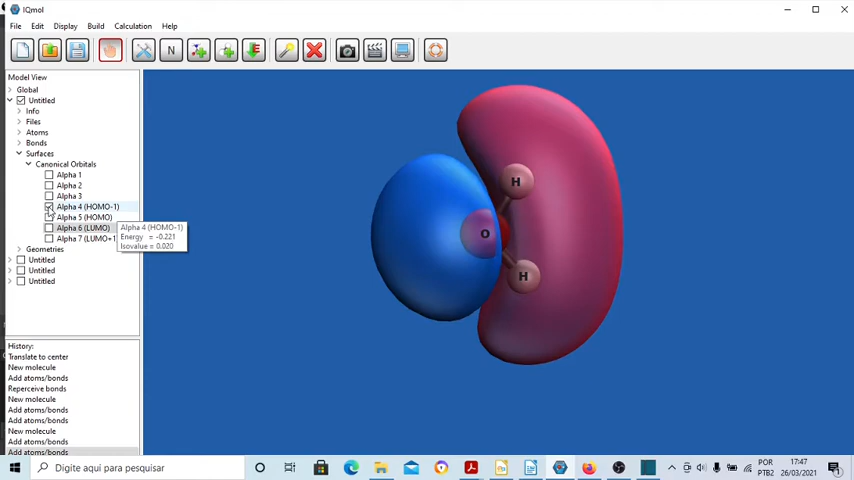 IQmol
File Edit Display Build Calculation Help
N
Model View
Global
Untitled
Info
Files
Atoms
Bonds
Surfaces
Canonical Orbitals
Alpha 1
Alpha 2
Alpha 3
Alpha 4 (HOMO-1)
Alpha 5 (HOMO)
Alpha 6 (LUMO)
Alpha 7 (LUMO+1
Alpha 4 (HOMO-1)
Energy = -0.221
Isovalue = 0.020
Geometries
Untitled
Untitled
Untitled
H
O
H
History:
Translate to center
New molecule
Add atoms/bonds
Reperceive bonds
New molecule
Add atoms/bonds
Add atoms/bonds
New molecule
Add atoms/bonds
Add atoms/bonds
Digite aqui para pesquisar
POR
PTB2
17:47
26/03/2021